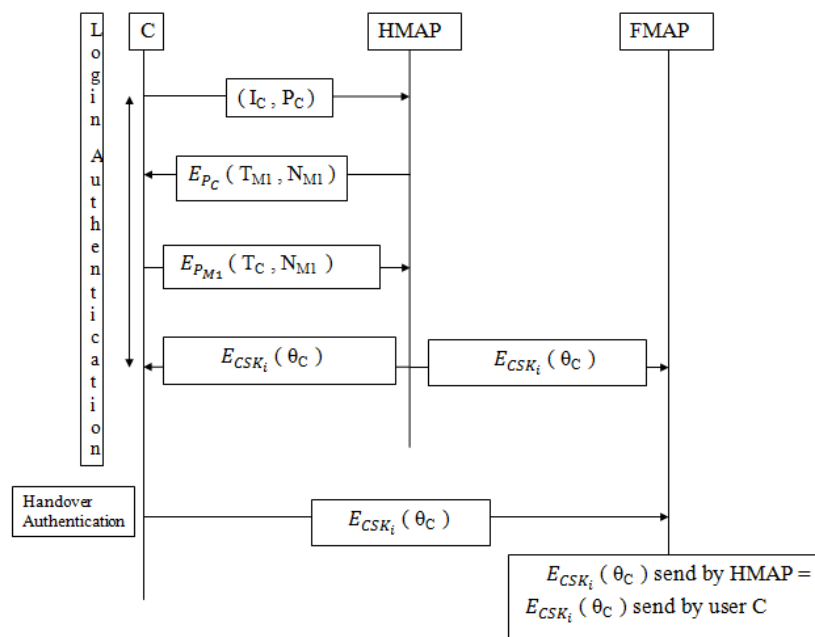 Login Authentication
C
HMAP
FMAP
( I_C , P_C )
E_{P_C} ( T_{M1} , N_{M1} )
E_{P_{M1}} ( T_C , N_{M1} )
E_{CSK_i} ( θ_C )
E_{CSK_i} ( θ_C )
Handover
Authentication
E_{CSK_i} ( θ_C )
E_{CSK_i} ( θ_C ) send by HMAP =
E_{CSK_i} ( θ_C ) send by user C